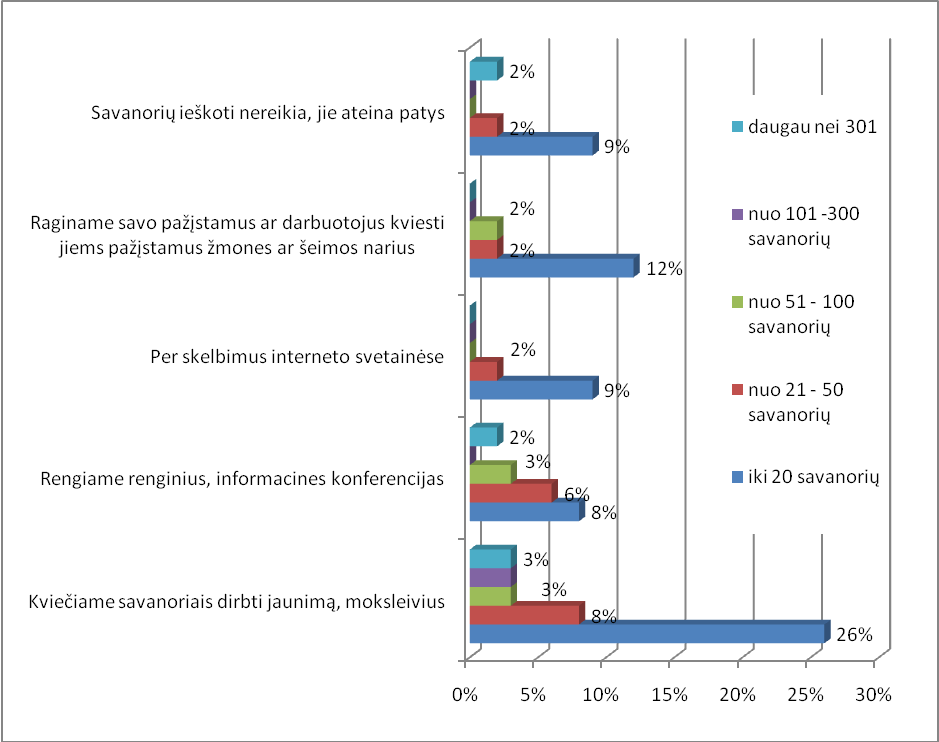 Savanorių ieškoti nereikia, jie ateina patys
2%
2%
9%
Raginame savo pažįstamus ar darbuotojus kviesti
jiems pažįstamus žmones ar šeimos narius
2%
2%
12%
Per skelbimus interneto svetainėse
2%
9%
Rengiame renginius, informacines konferencijas
2%
3%
6%
8%
Kviečiame savanoriais dirbti jaunimą, moksleivius
3%
3%
8%
26%
0%
5%
10%
15%
20%
25%
30%
daugau nei 301
nuo 101 -300
savanorių
nuo 51 - 100
savanorių
nuo 21 - 50
savanorių
iki 20 savanorių